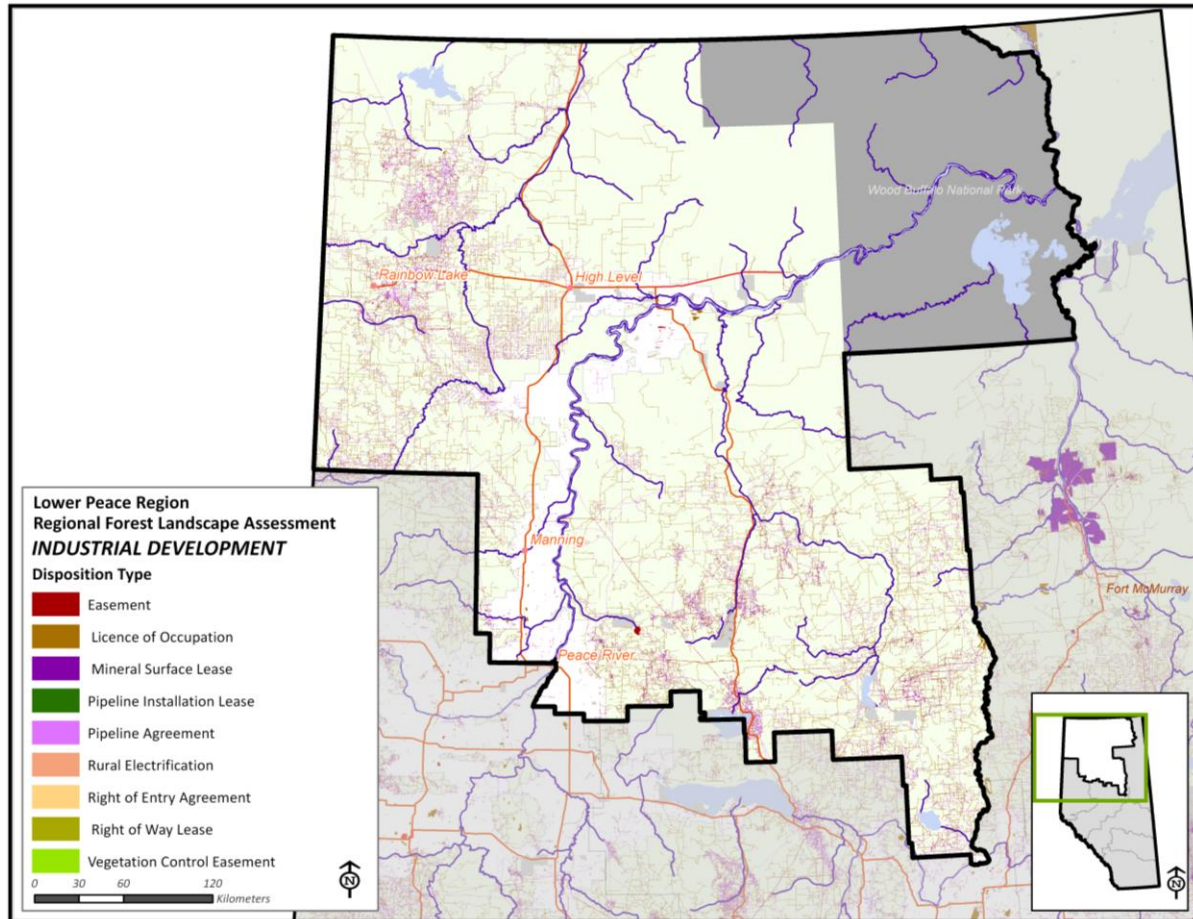 Wood Buffalo National Park
Rainbow Lake
High Level
Manning
Fort McMurray
Peace River
Lower Peace Region
Regional Forest Landscape Assessment
INDUSTRIAL DEVELOPMENT
Disposition Type
Easement
Licence of Occupation
Mineral Surface Lease
Pipeline Installation Lease
Pipeline Agreement
Rural Electrification
Right of Entry Agreement
Right of Way Lease
Vegetation Control Easement
0 30 60 120
Kilometers
N
N